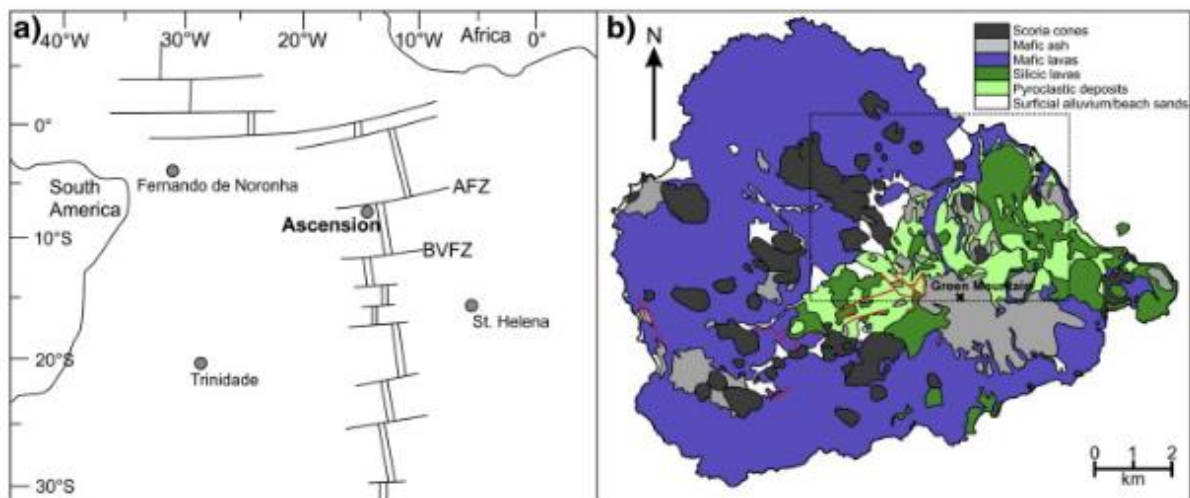 a)
40°W
30°W
20°W
10°W
0°
Africa
0°
South
America
Fernando de Noronha
AFZ
Ascension
10°S
BVFZ
St. Helena
20°S
Trinidade
30°S
b)
N
Scoria cones
Mafic ash
Mafic lavas
Silicic lavas
Pyroclastic deposits
Surficial alluvium/beach sands
Green Mountain
0 1 2
km